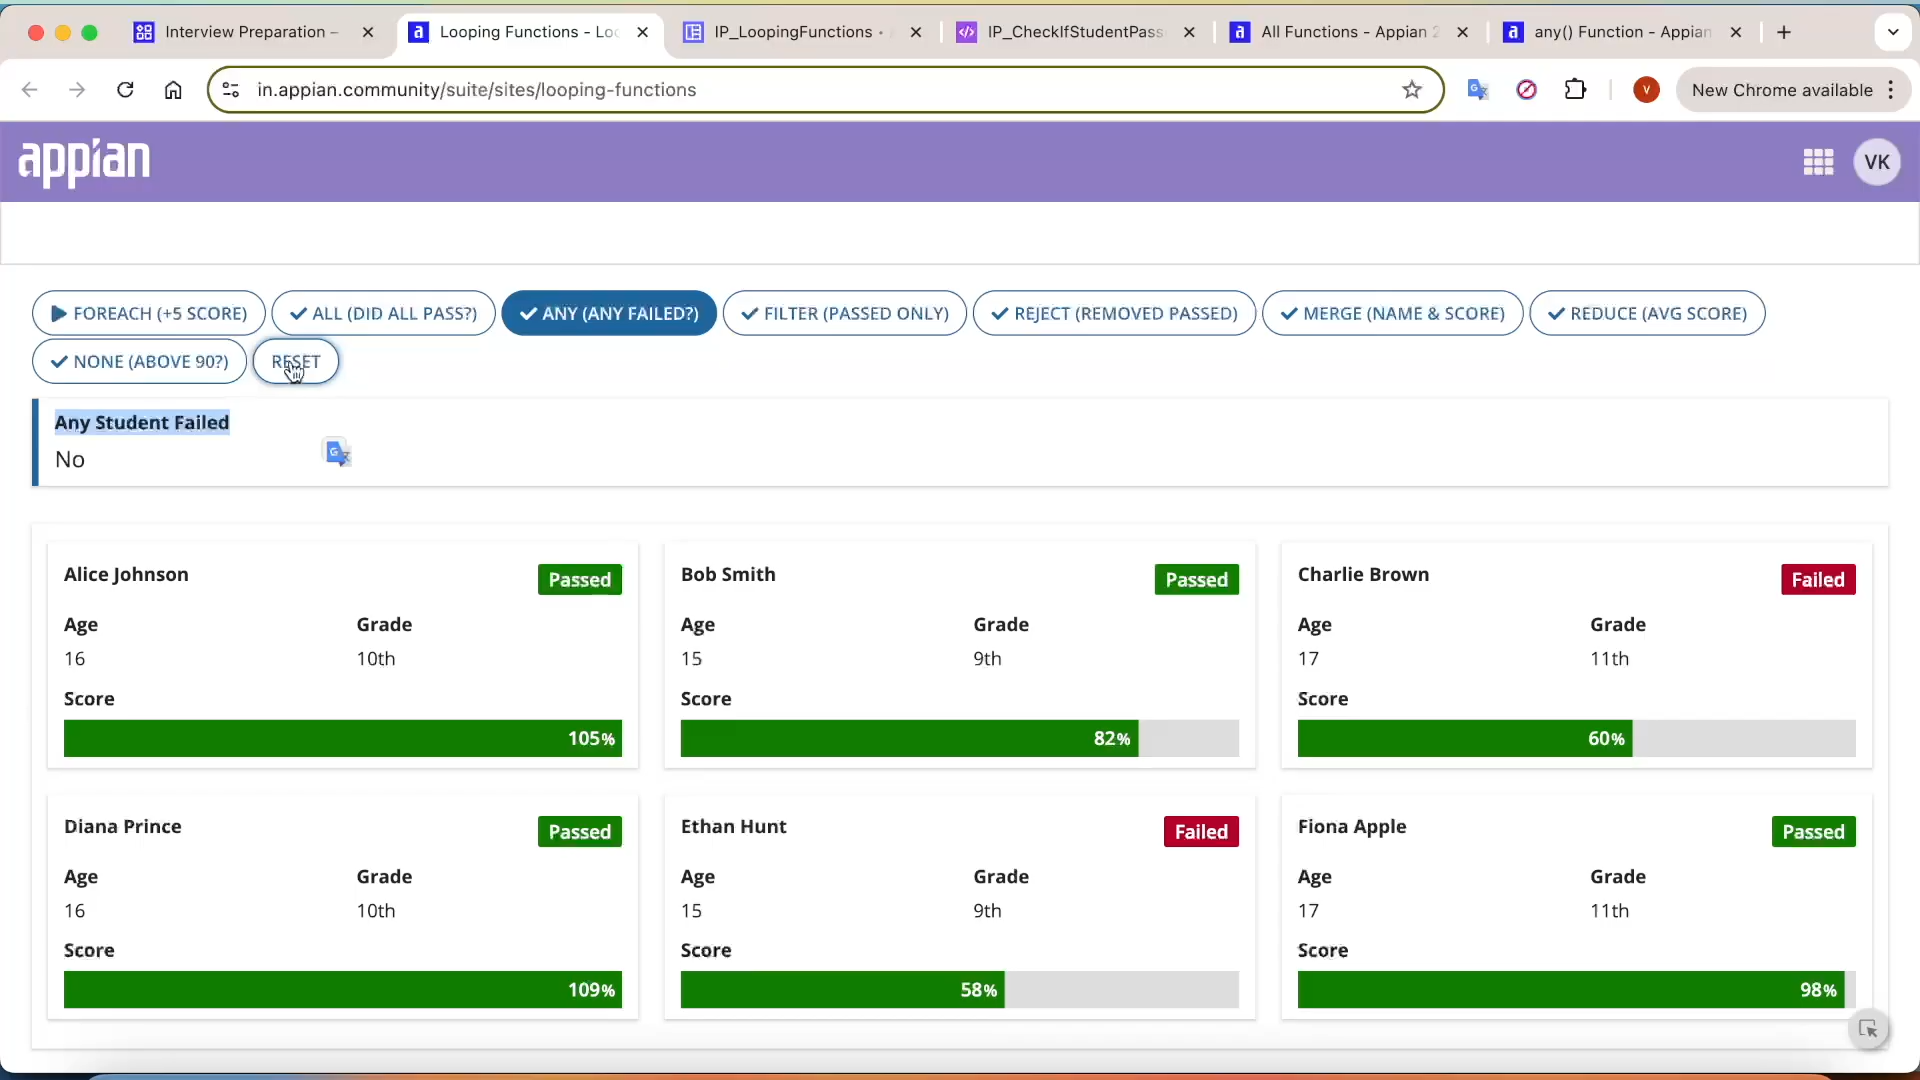 Interview Preparation –
Looping Functions - Lo
IP_LoopingFunctions
IP_CheckIfStudentPass
All Functions - Appian 2
any() Function - Appian
in.appian.community/suite/sites/looping-functions
V
New Chrome available
appian
VK
FOREACH (+5 SCORE)
ALL (DID ALL PASS?)
ANY (ANY FAILED?)
FILTER (PASSED ONLY)
REJECT (REMOVED PASSED)
MERGE (NAME & SCORE)
REDUCE (AVG SCORE)
NONE (ABOVE 90?)
RESET
Any Student Failed
No
Alice Johnson
Passed
Age
Grade
16
10th
Score
105%
Bob Smith
Passed
Age
Grade
15
9th
Score
82%
Charlie Brown
Failed
Age
Grade
17
11th
Score
60%
Diana Prince
Passed
Age
Grade
16
10th
Score
109%
Ethan Hunt
Failed
Age
Grade
15
9th
Score
58%
Fiona Apple
Passed
Age
Grade
17
11th
Score
98%